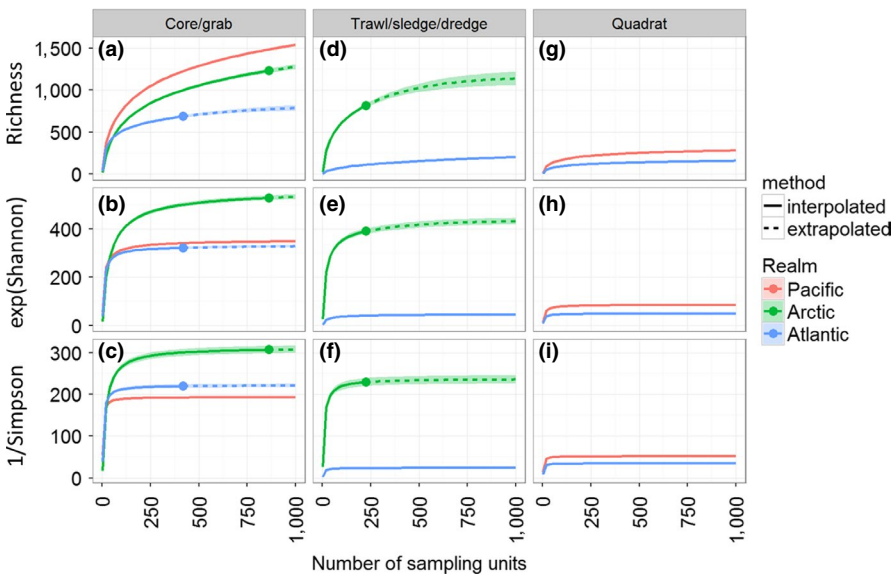 Core/grab Trawl/sledge/dredge Quadrat
Richness
1,500
1,000
500
0
(a) (d) (g)
exp(Shannon)
400
200
0
(b) (e) (h)
1/Simpson
300
200
100
0
(c) (f) (i)
0 250 500 750 1,000 0 250 500 750 1,000 0 250 500 750 1,000
Number of sampling units
method
interpolated
extrapolated
Realm
Pacific
Arctic
Atlantic